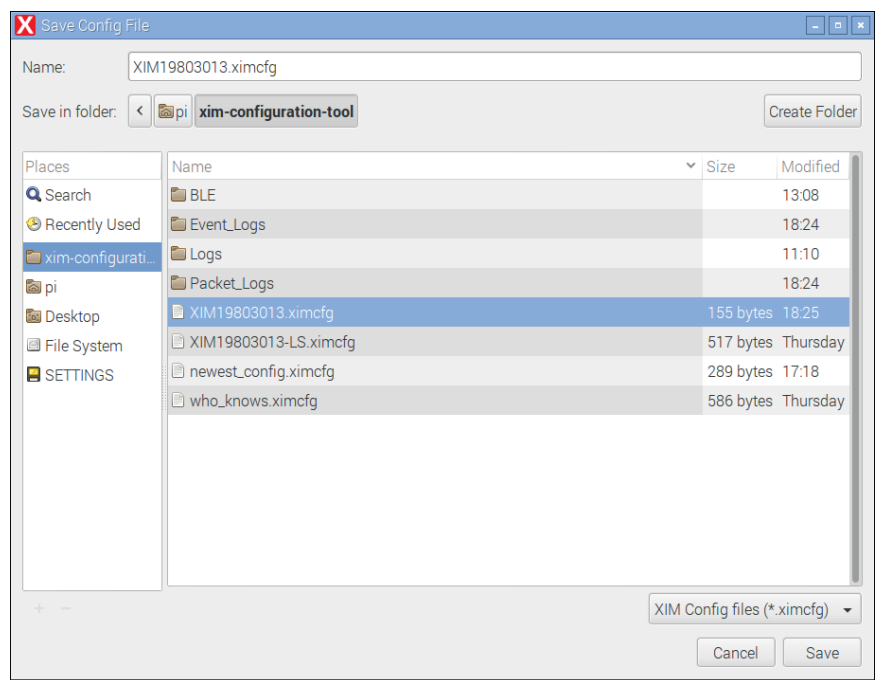 X Save Config File
Name: XIM19803013.ximcfg
Save in folder: < pi xim-configuration-tool Create Folder
Places Name Size Modified
Search BLE 13:08
Recently Used Event_Logs 18:24
xim-configurati... Logs 11:10
pi Packet_Logs 18:24
Desktop XIM19803013.ximcfg 155 bytes 18:25
File System XIM19803013-LS.ximcfg 517 bytes Thursday
SETTINGS newest_config.ximcfg 289 bytes 17:18
who_knows.ximcfg 586 bytes Thursday
+ − XIM Config files (*.ximcfg)
Cancel Save